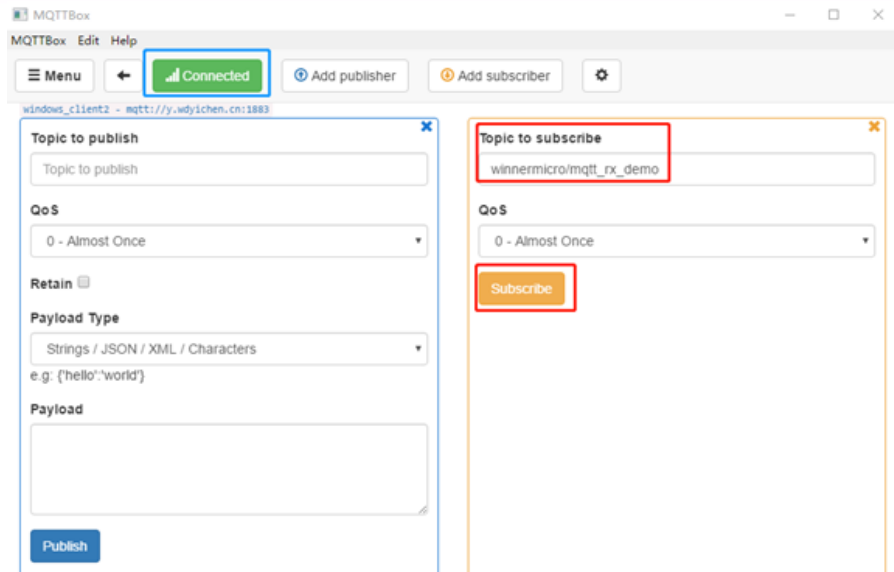 MQTTBox
MQTTBox Edit Help
Menu Connected Add publisher Add subscriber
windows_client2 - mqtt://y.wdyichen.cn:1883
Topic to publish
Topic to publish
QoS
0 - Almost Once
Retain
Payload Type
Strings / JSON / XML / Characters
e.g: {'hello':'world'}
Payload
Publish
Topic to subscribe
winnermicro/mqtt_rx_demo
QoS
0 - Almost Once
Subscribe